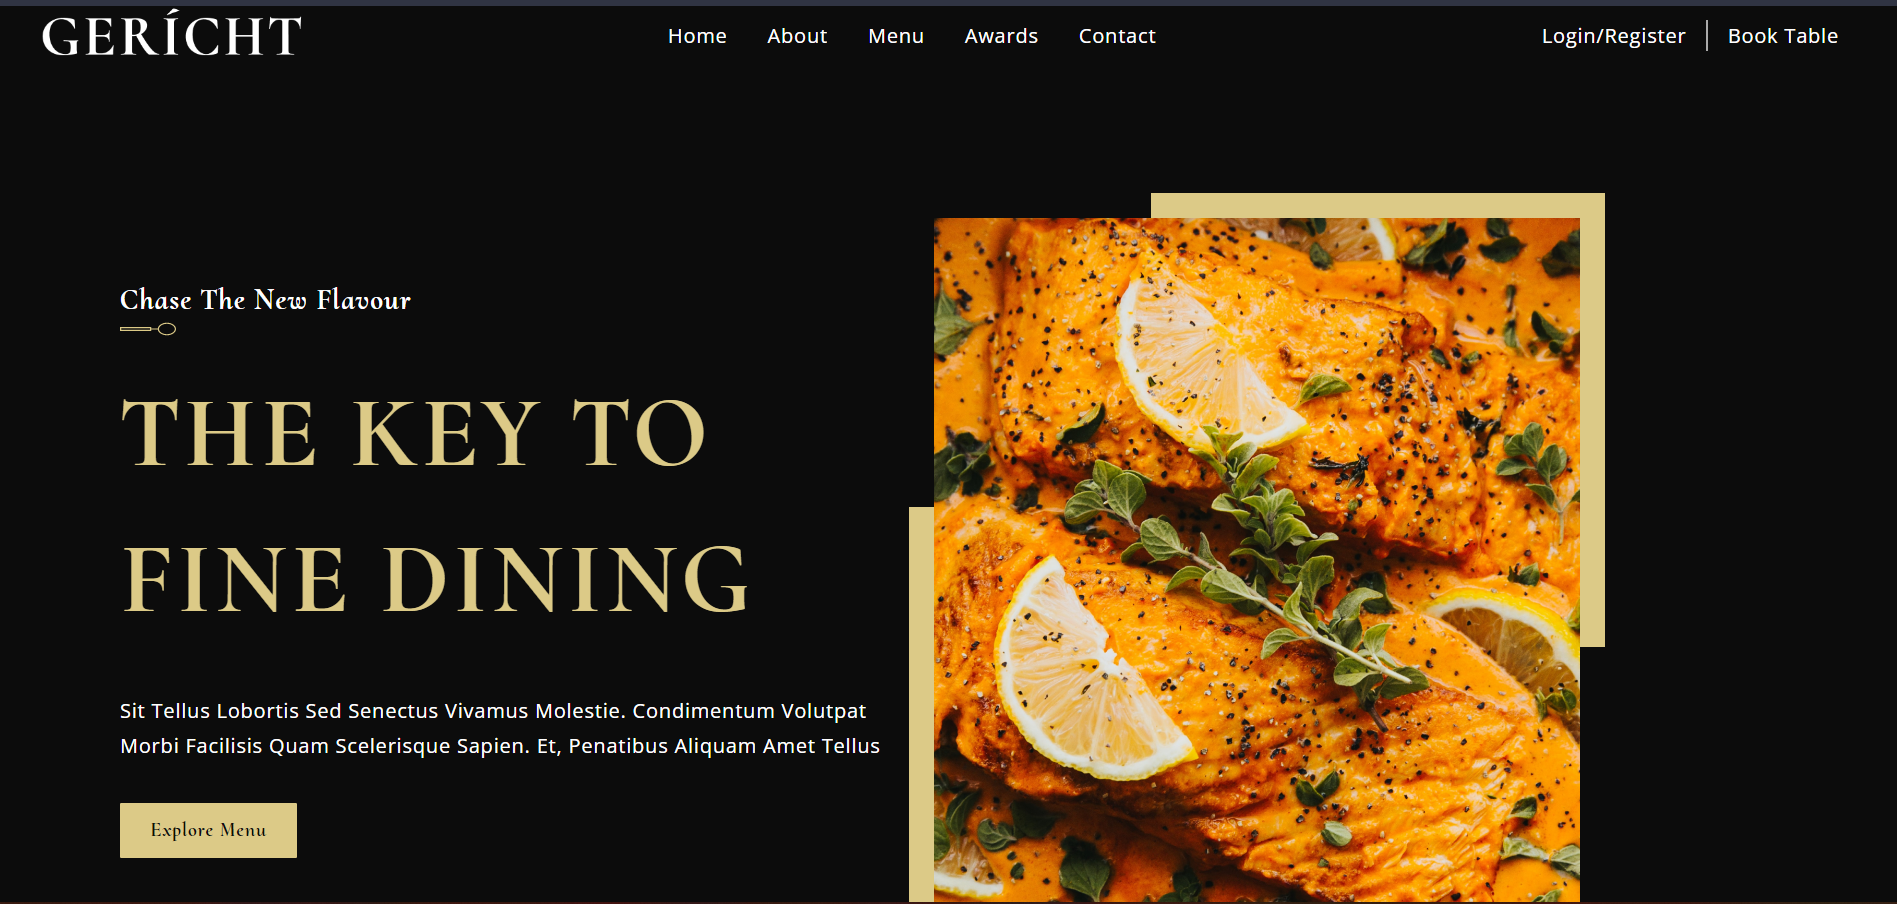 GERÍCHT
Home About Menu Awards Contact
Login/Register Book Table
Chase The New Flavour
THE KEY TO
FINE DINING
Sit Tellus Lobortis Sed Senectus Vivamus Molestie. Condimentum Volutpat
Morbi Facilisis Quam Scelerisque Sapien. Et, Penatibus Aliquam Amet Tellus
Explore Menu